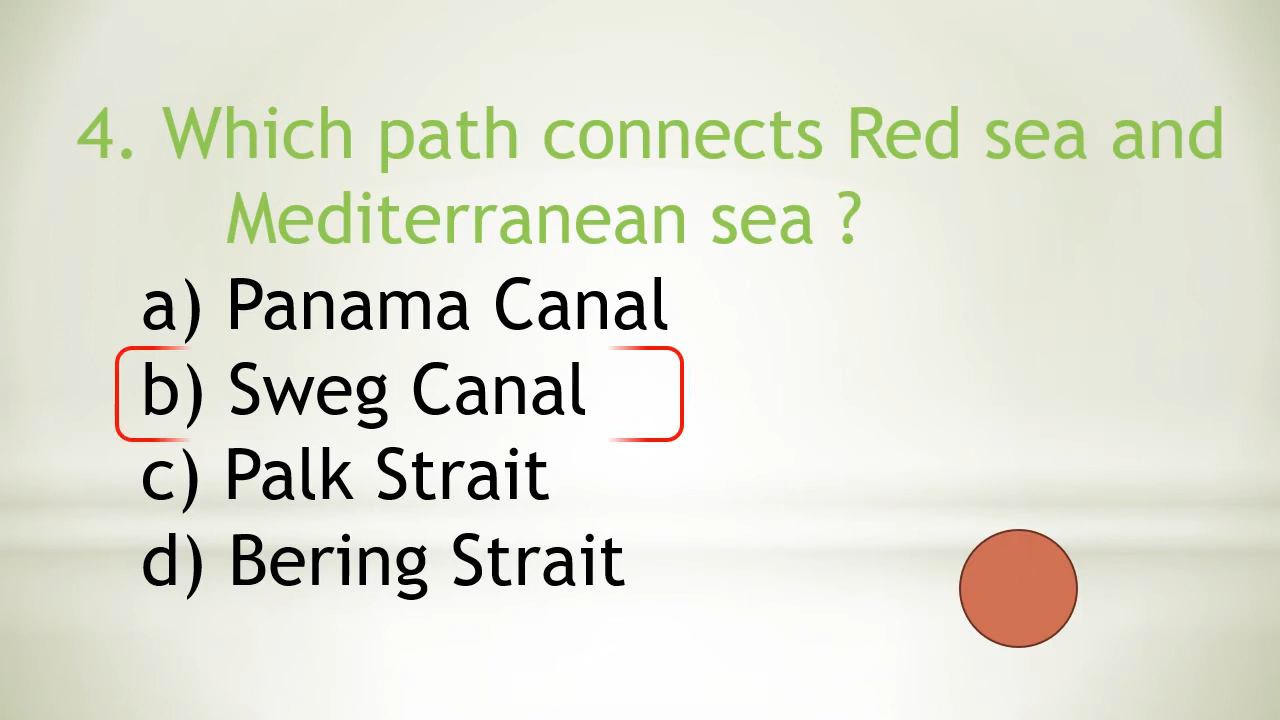 4. Which path connects Red sea and
Mediterranean sea ?
a) Panama Canal
b) Sweg Canal
c) Palk Strait
d) Bering Strait